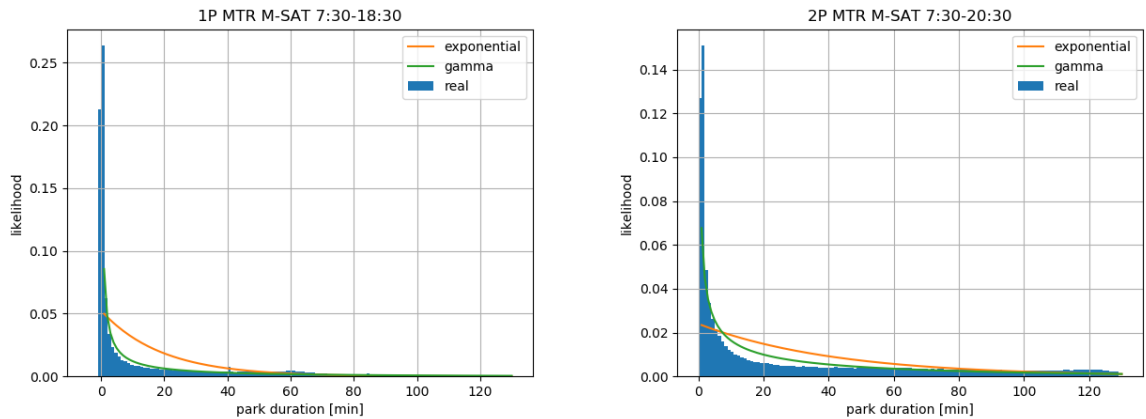 1P MTR M-SAT 7:30-18:30
exponential
gamma
real
0.25
0.20
0.15
0.10
0.05
0.00
likelihood
0 20 40 60 80 100 120
park duration [min]
2P MTR M-SAT 7:30-20:30
exponential
gamma
real
0.14
0.12
0.10
0.08
0.06
0.04
0.02
0.00
likelihood
0 20 40 60 80 100 120
park duration [min]